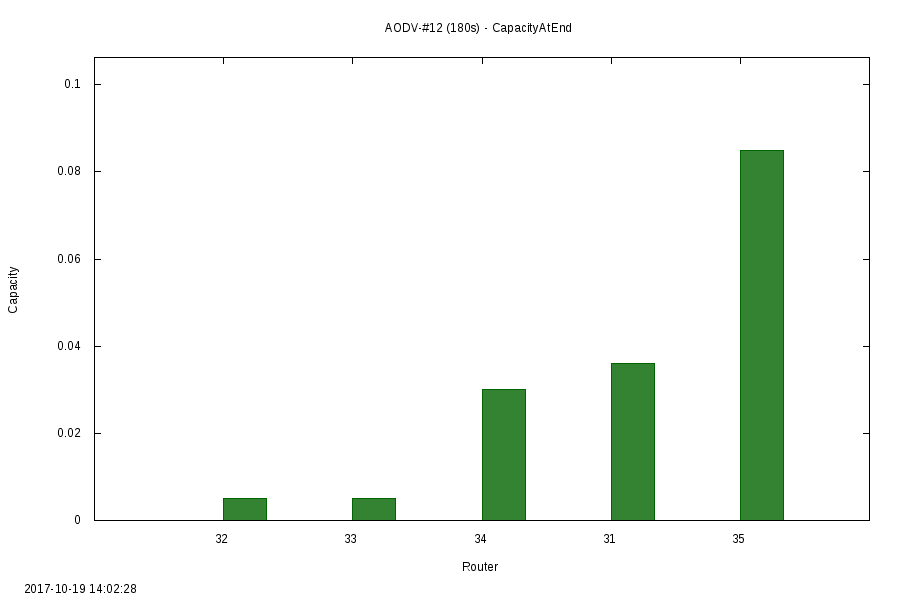 AODV-#12 (180s) - CapacityAtEnd
0.1
0.08
0.06
0.04
0.02
0
Capacity
32 33 34 31 35
Router
2017-10-19 14:02:28